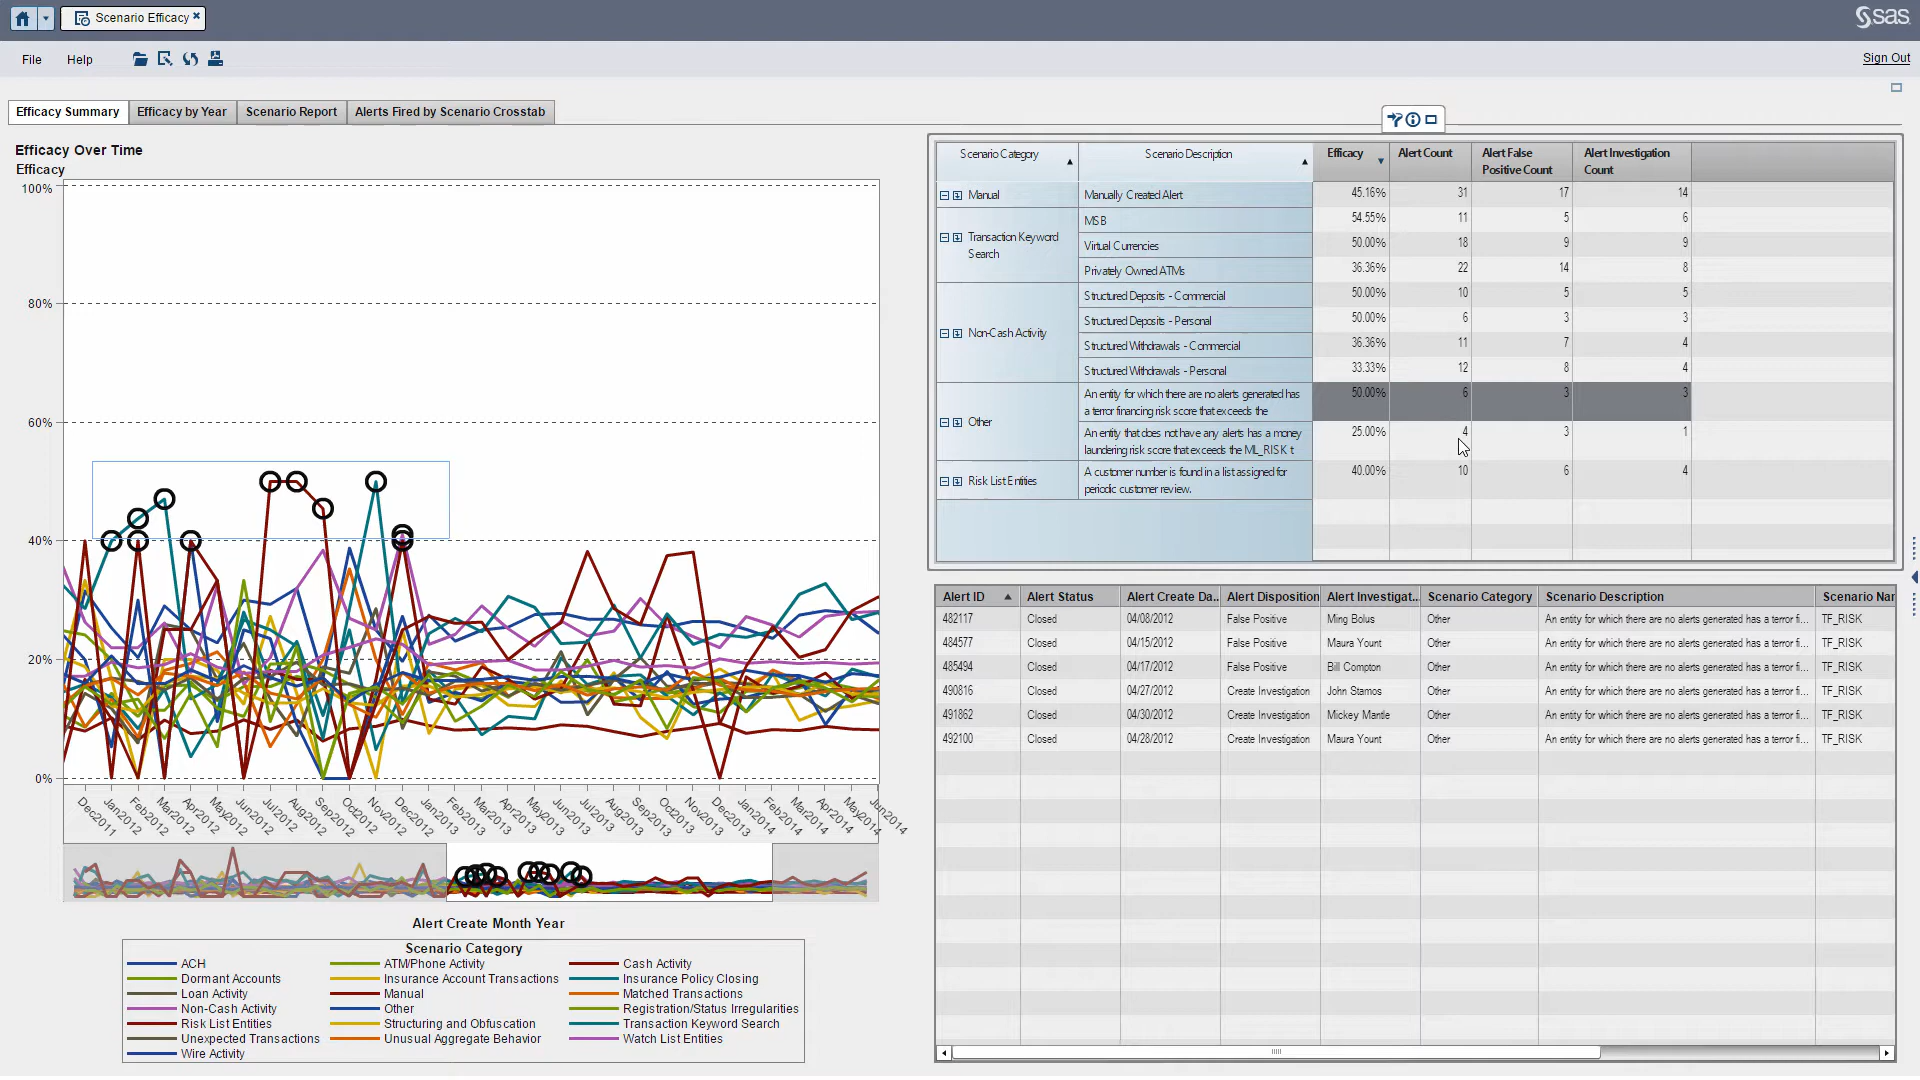 Scenario Efficacy
sas
File Help
Sign Out
Efficacy Summary Efficacy by Year Scenario Report Alerts Fired by Scenario Crosstab
Efficacy Over Time
Efficacy
100%
80%
60%
40%
20%
0%
Dec2011 Jan2012 Feb2012 Mar2012 Apr2012 May2012 Jun2012 Jul2012 Aug2012 Sep2012 Oct2012 Nov2012 Dec2012 Jan2013 Feb2013 Mar2013 Apr2013 May2013 Jun2013 Jul2013 Aug2013 Sep2013 Oct2013 Nov2013 Dec2013 Jan2014 Feb2014 Mar2014 Apr2014 May2014 Jun2014
Alert Create Month Year
Scenario Category
ACH ATM/Phone Activity Cash Activity
Dormant Accounts Insurance Account Transactions Insurance Policy Closing
Loan Activity Manual Matched Transactions
Non-Cash Activity Other Registration/Status Irregularities
Risk List Entities Structuring and Obfuscation Transaction Keyword Search
Unexpected Transactions Unusual Aggregate Behavior Watch List Entities
Wire Activity
Scenario Category Scenario Description Efficacy Alert Count Alert False Alert Investigation
Positive Count Count
Manual Manually Created Alert 45.16% 31 17 14
MSB 54.55% 11 5 6
Transaction Keyword
Search
Virtual Currencies 50.00% 18 9 9
Privately Owned ATMs 36.36% 22 14 8
Structured Deposits - Commercial 50.00% 10 5 5
Structured Deposits - Personal 50.00% 6 3 3
Non-Cash Activity
Structured Withdrawals - Commercial 36.36% 11 7 4
Structured Withdrawals - Personal 33.33% 12 8 4
An entity for which there are no alerts generated has 50.00% 6 3 3
a terror financing risk score that exceeds the
Other
An entity that does not have any alerts has a money 25.00% 4 3 1
laundering risk score that exceeds the ML_RISK t
A customer number is found in a list assigned for 40.00% 10 6 4
Risk List Entities
periodic customer review.
Alert ID Alert Status Alert Create Da... Alert Disposition Alert Investigat... Scenario Category Scenario Description Scenario Nar
482117 Closed 04/08/2012 False Positive Ming Bolus Other An entity for which there are no alerts generated has a terror fi... TF_RISK
484577 Closed 04/15/2012 False Positive Maura Yount Other An entity for which there are no alerts generated has a terror fi... TF_RISK
485494 Closed 04/17/2012 False Positive Bill Compton Other An entity for which there are no alerts generated has a terror fi... TF_RISK
490816 Closed 04/27/2012 Create Investigation John Stamos Other An entity for which there are no alerts generated has a terror fi... TF_RISK
491862 Closed 04/30/2012 Create Investigation Mickey Mantle Other An entity for which there are no alerts generated has a terror fi... TF_RISK
492100 Closed 04/28/2012 Create Investigation Maura Yount Other An entity for which there are no alerts generated has a terror fi... TF_RISK